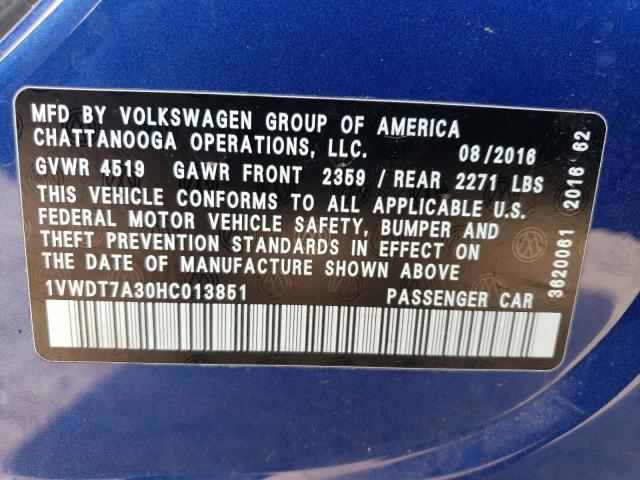 MFD BY VOLKSWAGEN GROUP OF AMERICA
CHATTANOOGA OPERATIONS, LLC. 08/2016
GVWR 4519 GAWR FRONT 2359 / REAR 2271 LBS
THIS VEHICLE CONFORMS TO ALL APPLICABLE U.S.
FEDERAL MOTOR VEHICLE SAFETY, BUMPER AND
THEFT PREVENTION STANDARDS IN EFFECT ON
THE DATE OF MANUFACTURE SHOWN ABOVE
1VWDT7A30HC013851 PASSENGER CAR
3620061 2016 62